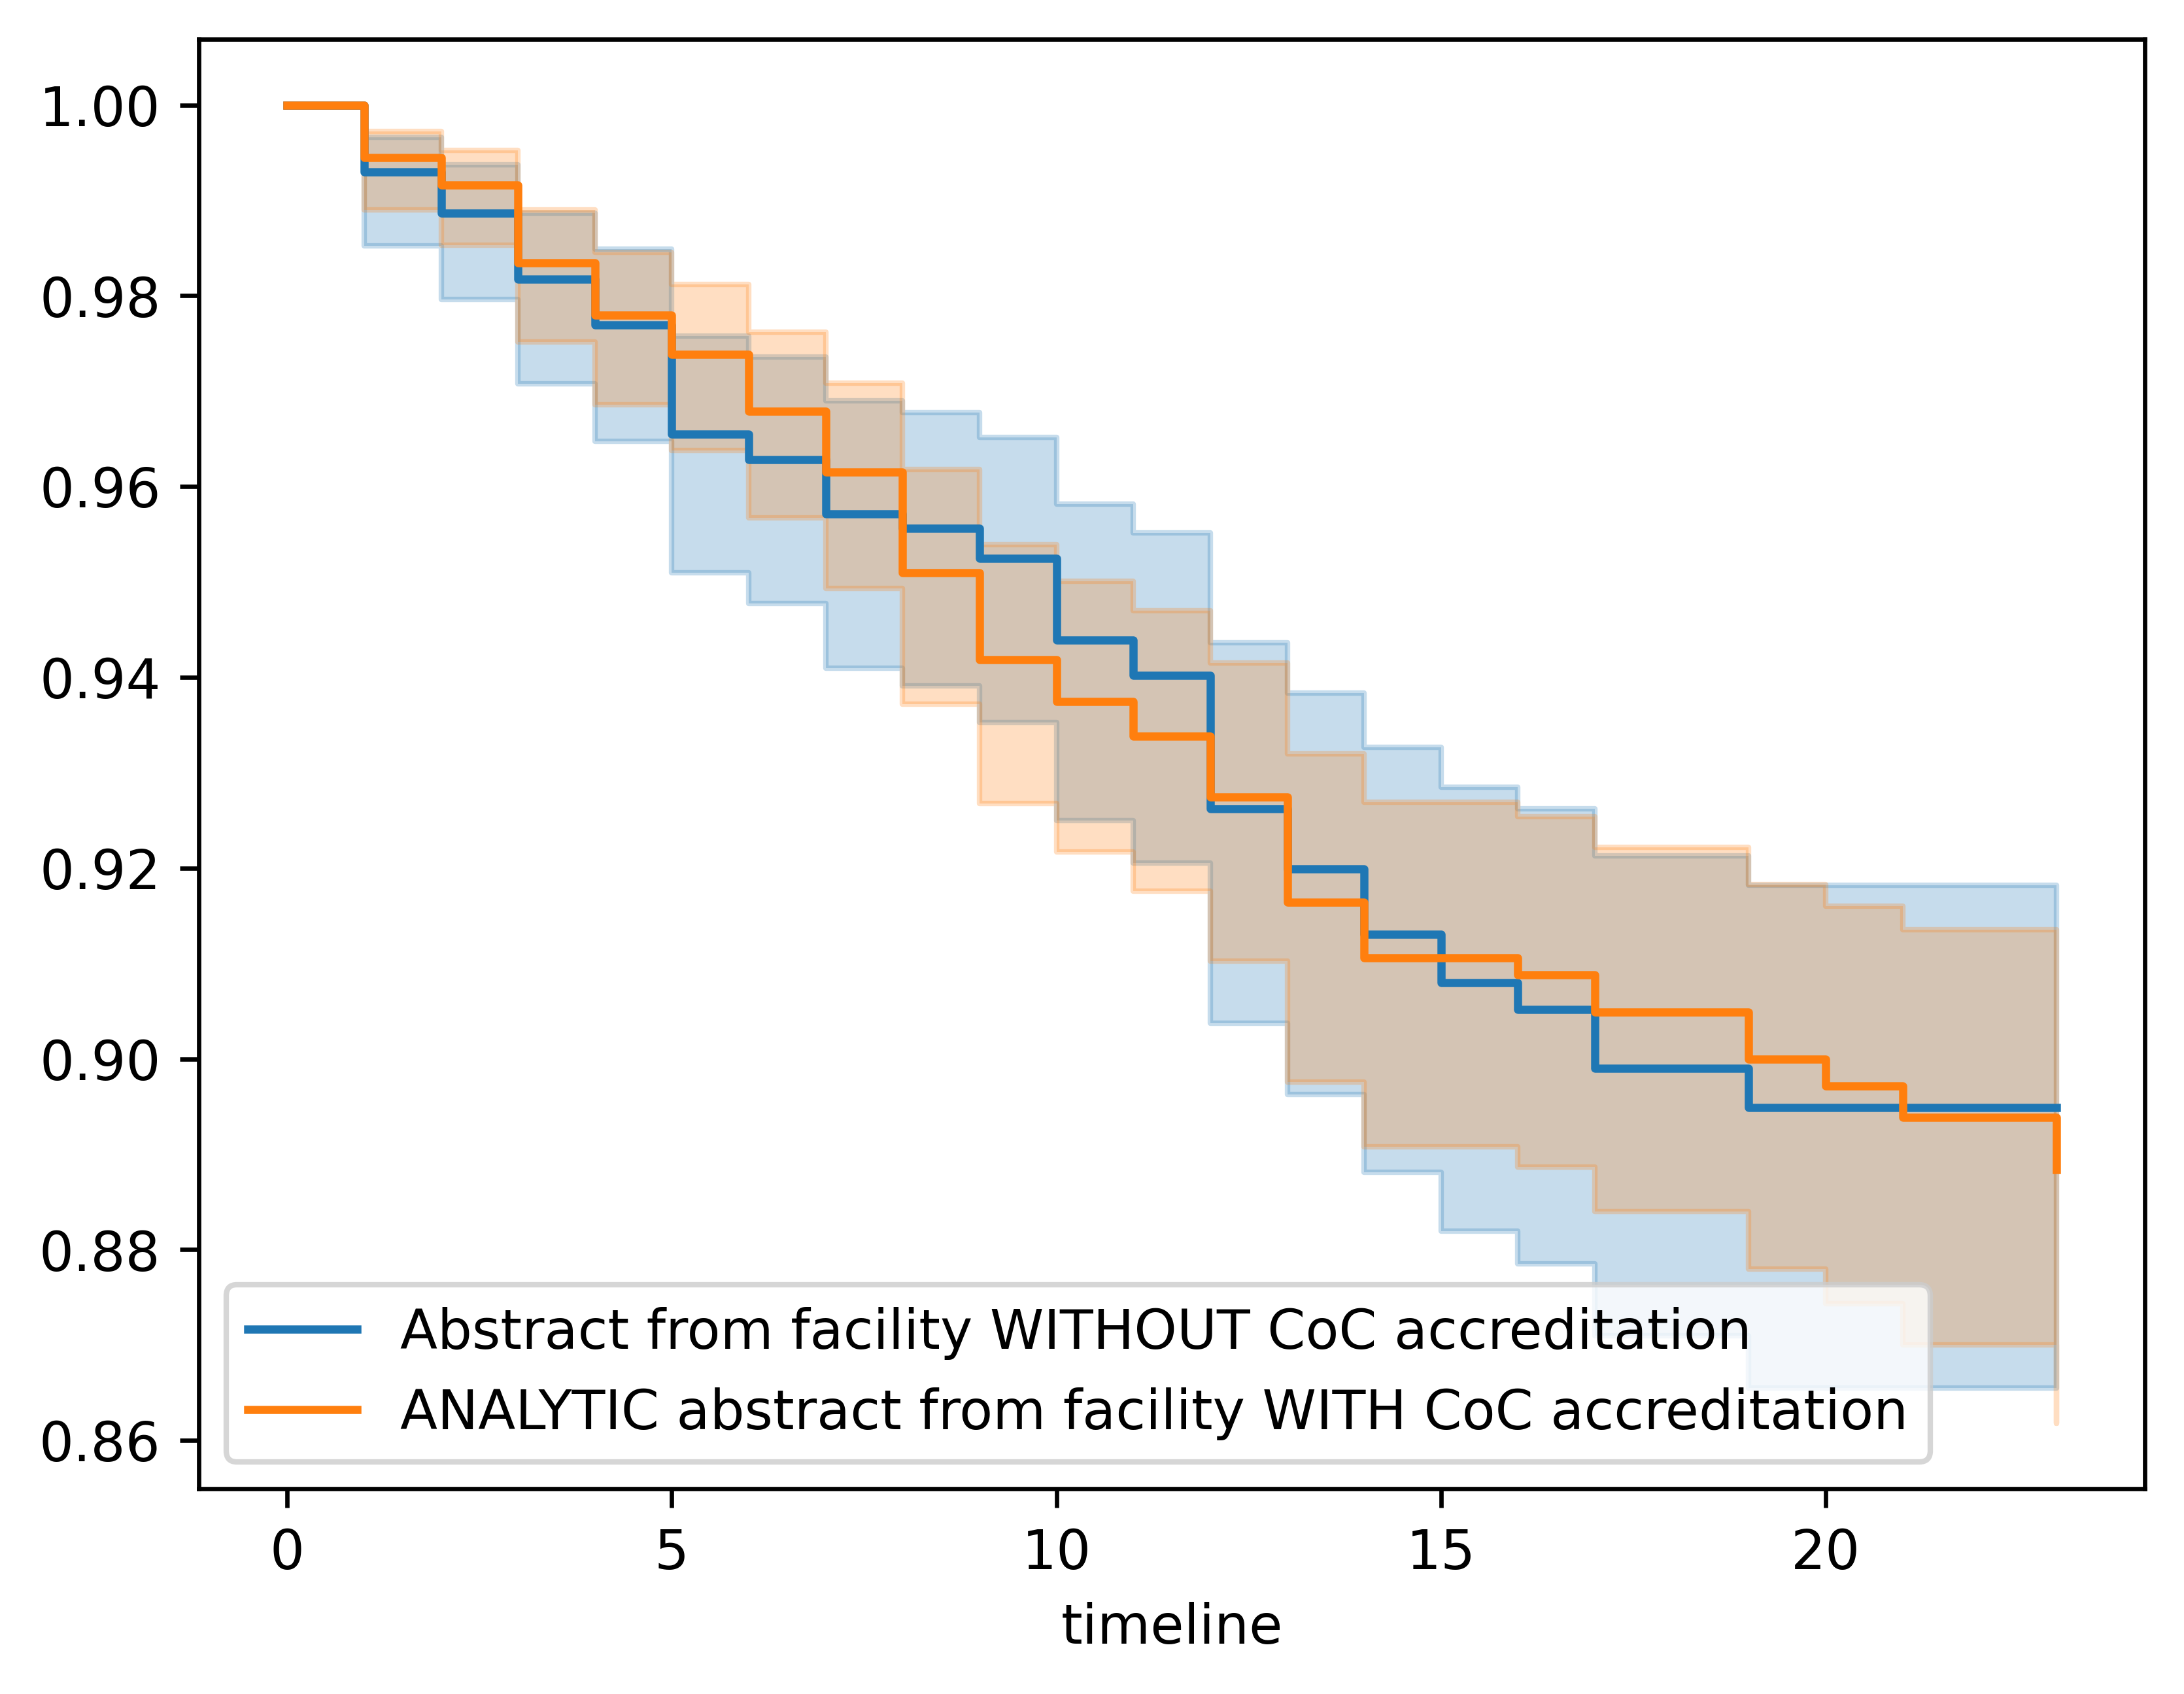 1.00
0.98
0.96
0.94
0.92
0.90
0.88
0.86
Abstract from facility WITHOUT CoC accreditation
ANALYTIC abstract from facility WITH CoC accreditation
0 5 10 15 20
timeline